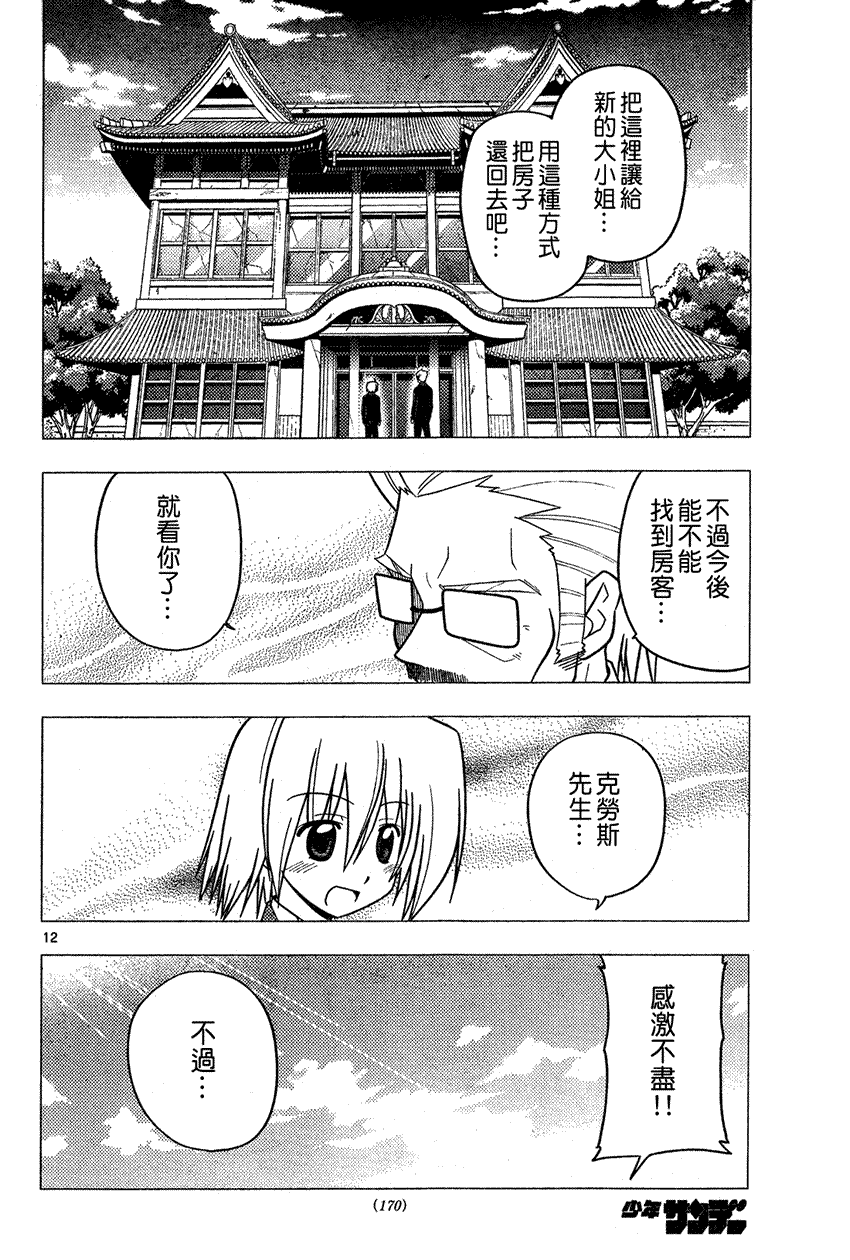 把這裡讓給
新的大小姐…
用這種方式
把房子
還回去吧…
不過今後
能不能
找到房客…
就看你了…
克勞斯
先生…
12
感激不盡!!
不過…
(170)
少年サンデー